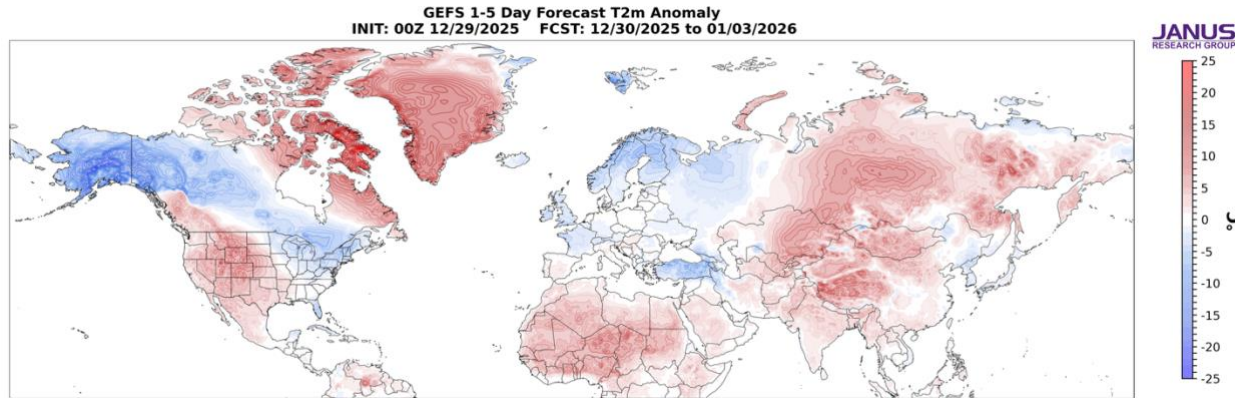 GEFS 1-5 Day Forecast T2m Anomaly
INIT: 00Z 12/29/2025    FCST: 12/30/2025 to 01/03/2026
JANUS
RESEARCH GROUP
25
20
15
10
5
0
-5
-10
-15
-20
-25
°C